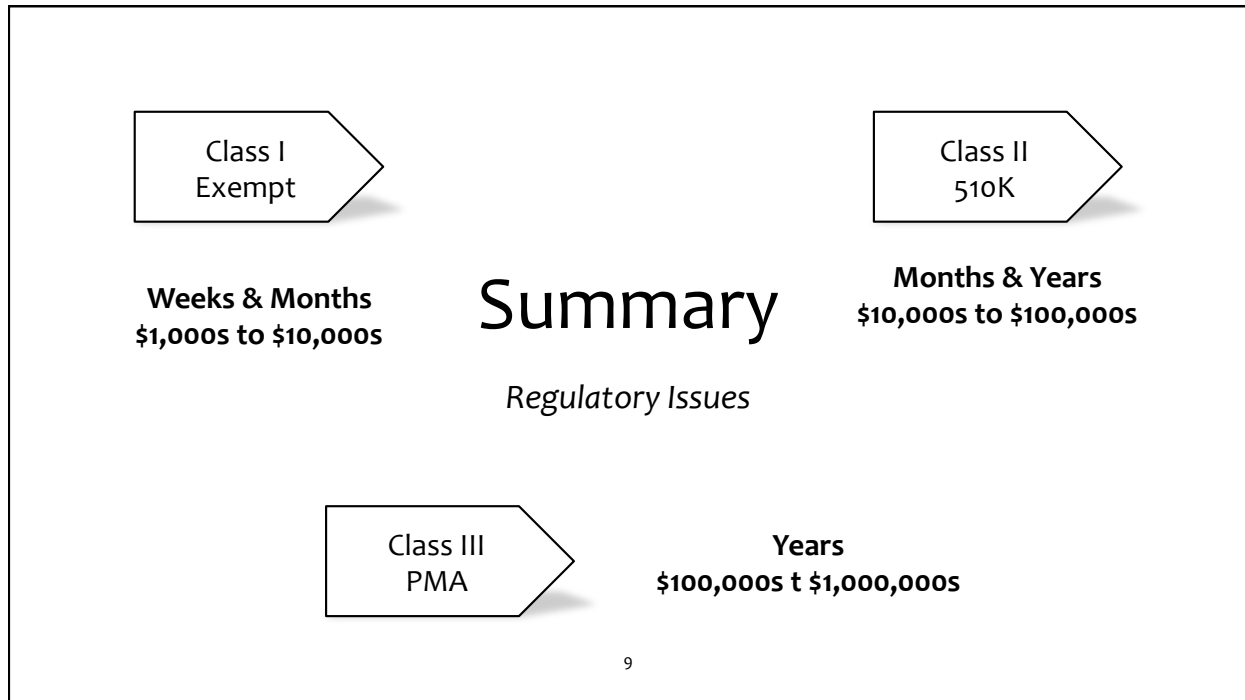 Class I
Exempt
Class II
510K
Weeks & Months
$1,000s to $10,000s
Summary
Months & Years
$10,000s to $100,000s
Regulatory Issues
Class III
PMA
Years
$100,000s t $1,000,000s
9